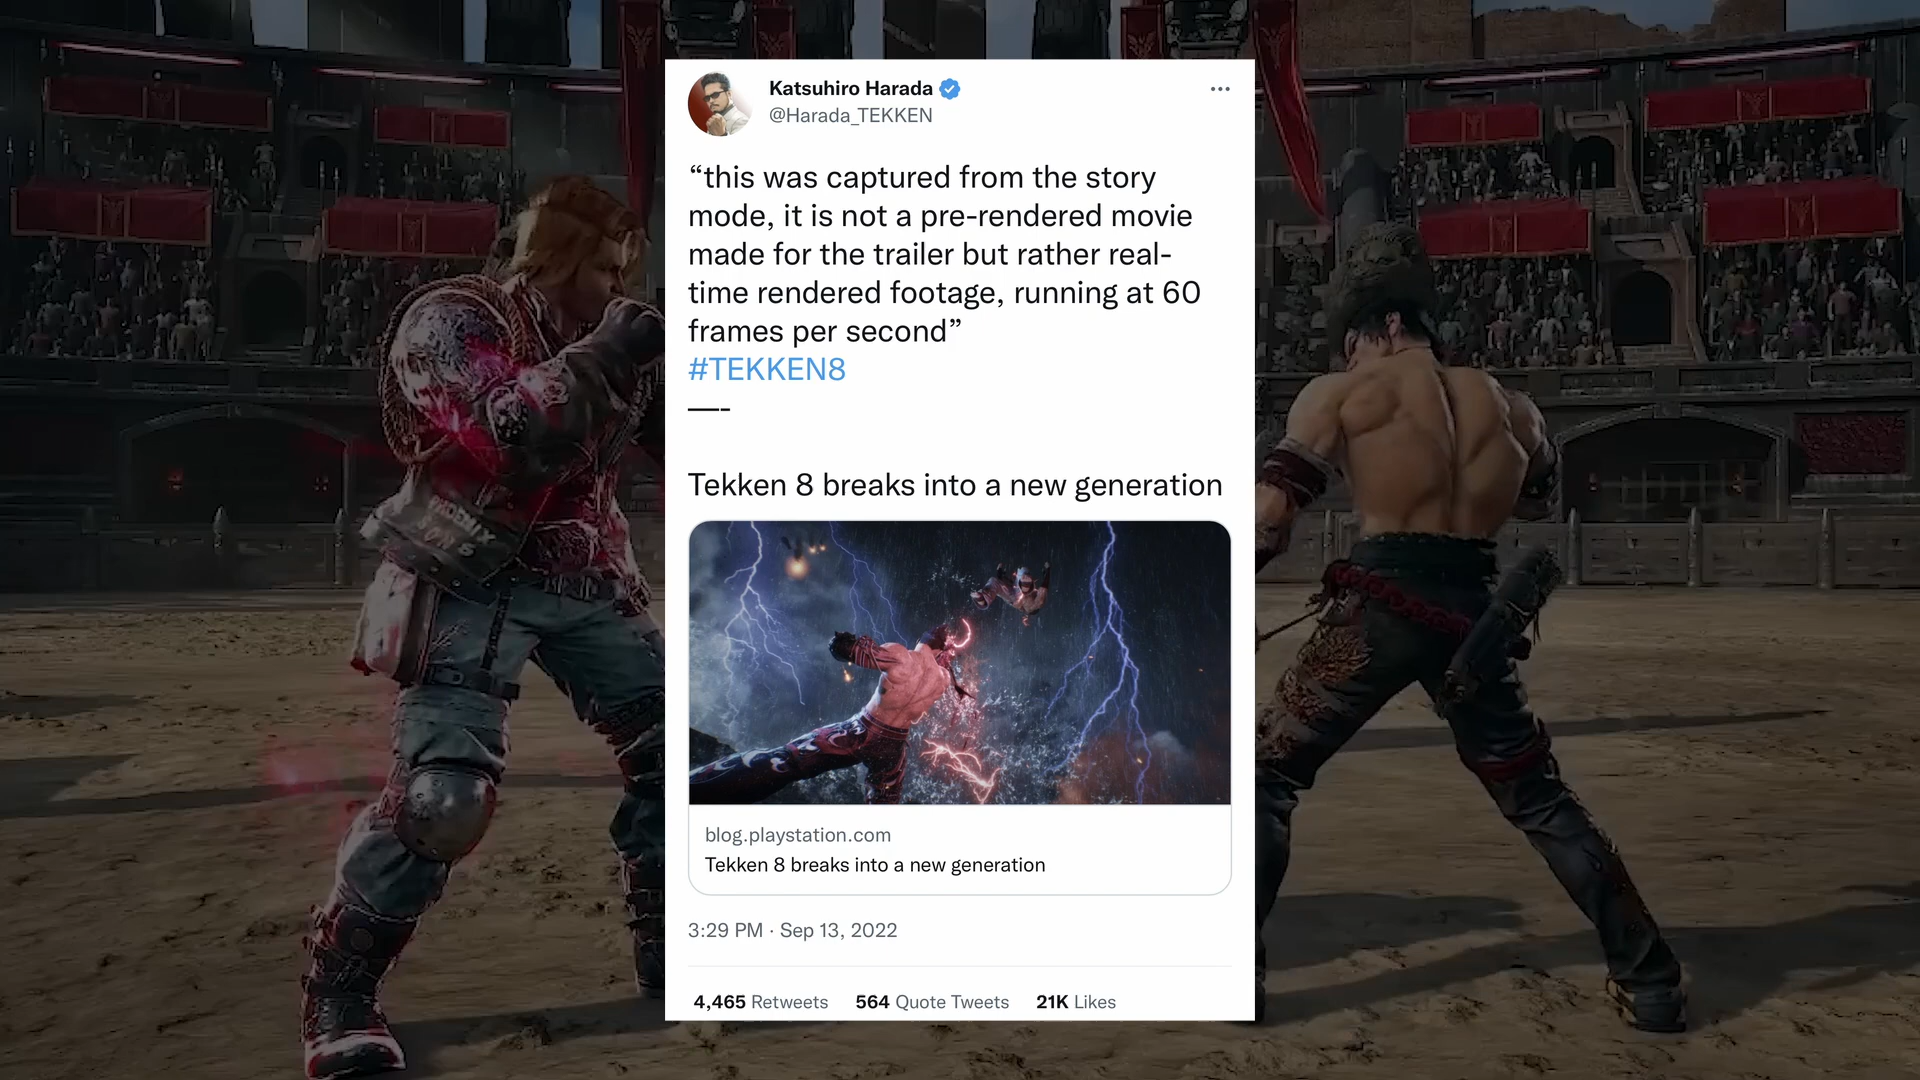 Katsuhiro Harada
@Harada_TEKKEN
“this was captured from the story
mode, it is not a pre-rendered movie
made for the trailer but rather real-
time rendered footage, running at 60
frames per second”
#TEKKEN8
—-
Tekken 8 breaks into a new generation
blog.playstation.com
Tekken 8 breaks into a new generation
3:29 PM · Sep 13, 2022
4,465 Retweets 564 Quote Tweets 21K Likes